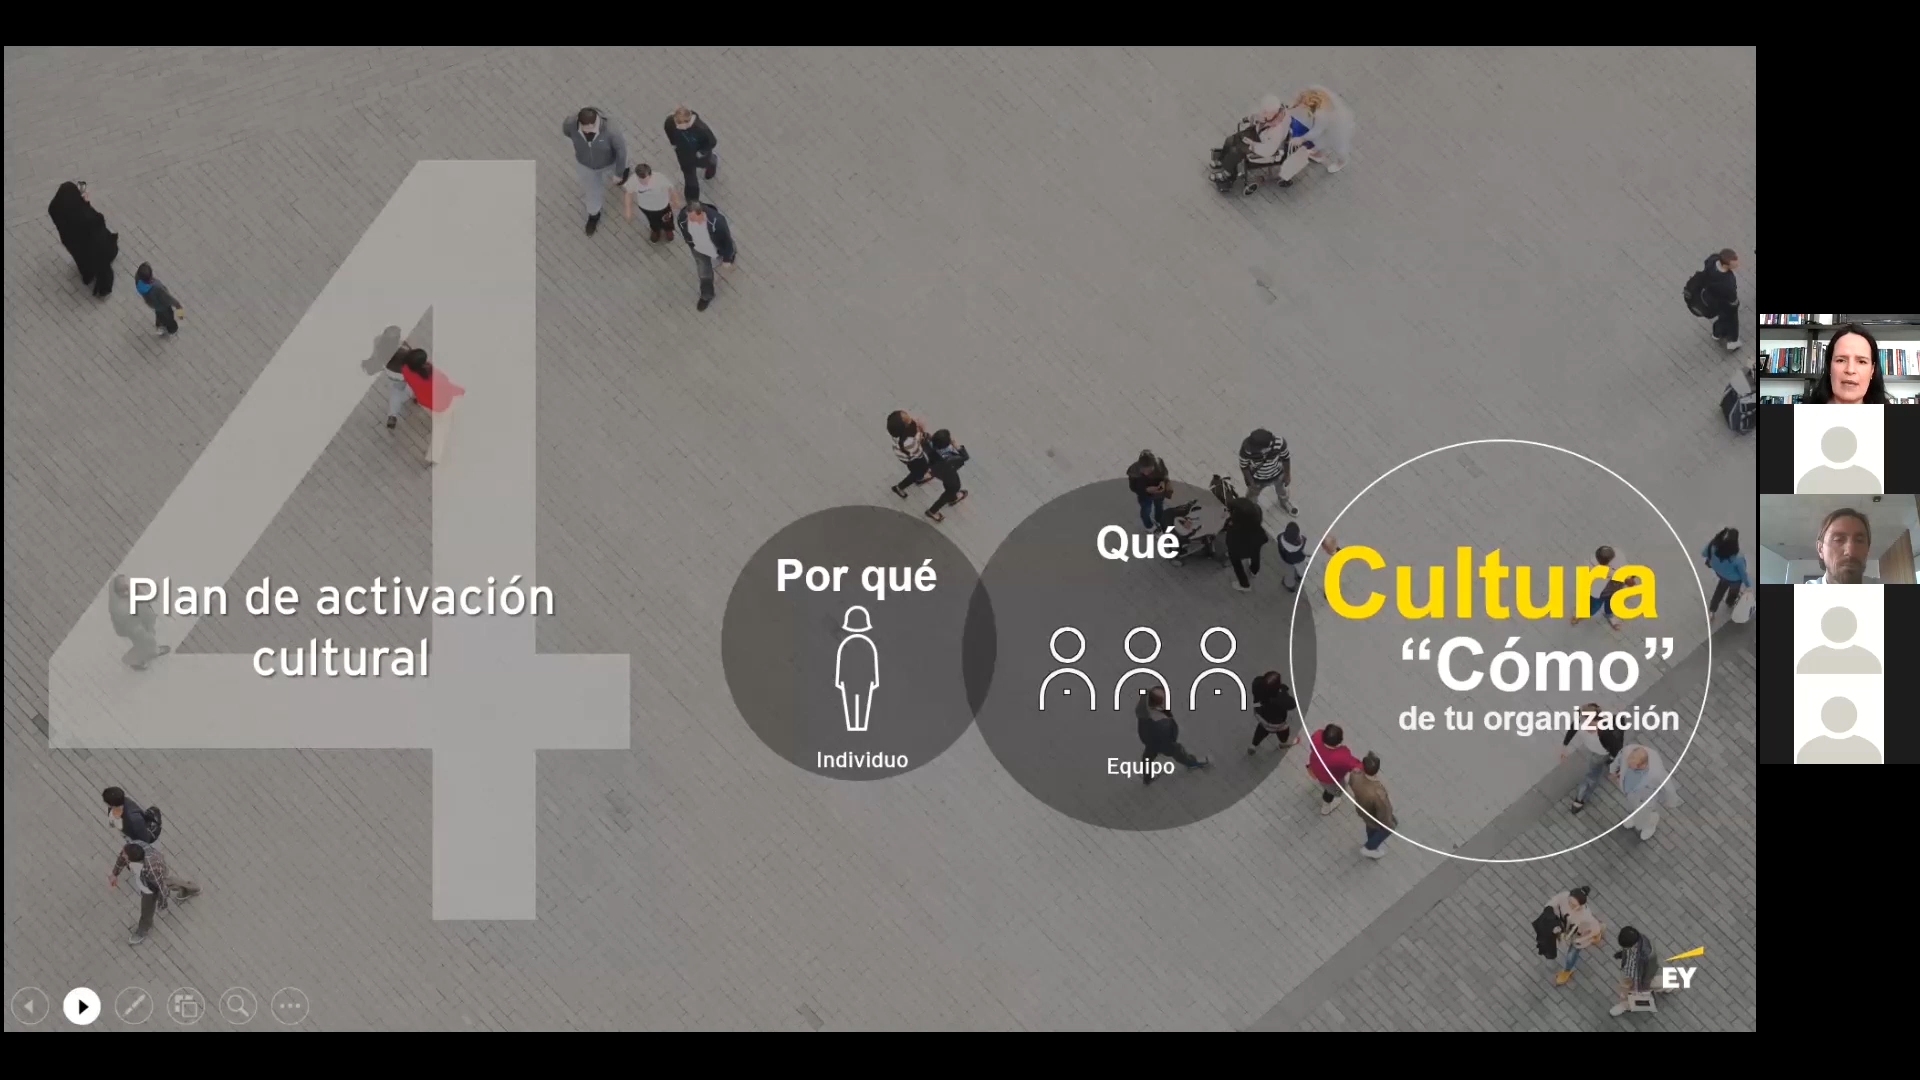 4
Plan de activación
cultural
Por qué
Individuo
Qué
Equipo
Cultura
“Cómo”
de tu organización
EY